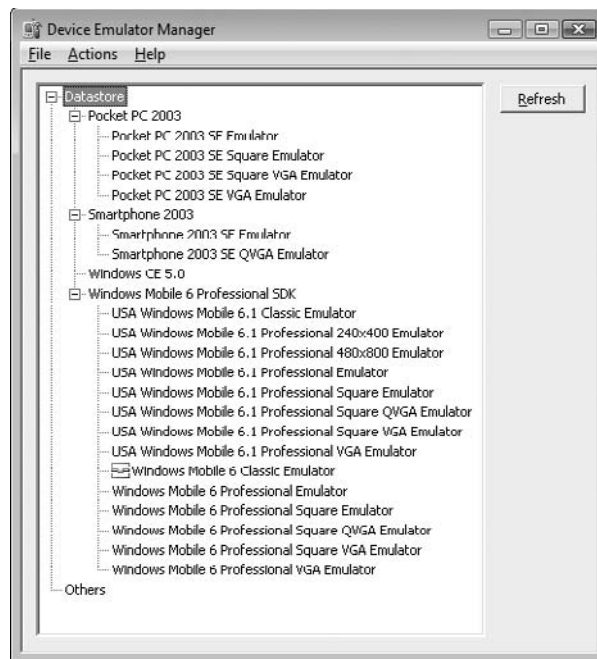 Device Emulator Manager
File Actions Help
Refresh
Datastore
Pocket PC 2003
Pocket PC 2003 SE Emulator
Pocket PC 2003 SE Square Emulator
Pocket PC 2003 SE Square VGA Emulator
Pocket PC 2003 SE VGA Emulator
Smartphone 2003
Smartphone 2003 SE Emulator
Smartphone 2003 SE QVGA Emulator
Windows CE 5.0
Windows Mobile 6 Professional SDK
USA Windows Mobile 6.1 Classic Emulator
USA Windows Mobile 6.1 Professional 240x400 Emulator
USA Windows Mobile 6.1 Professional 480x800 Emulator
USA Windows Mobile 6.1 Professional Emulator
USA Windows Mobile 6.1 Professional Square Emulator
USA Windows Mobile 6.1 Professional Square QVGA Emulator
USA Windows Mobile 6.1 Professional Square VGA Emulator
USA Windows Mobile 6.1 Professional VGA Emulator
Windows Mobile 6 Classic Emulator
Windows Mobile 6 Professional Emulator
Windows Mobile 6 Professional Square Emulator
Windows Mobile 6 Professional Square QVGA Emulator
Windows Mobile 6 Professional Square VGA Emulator
Windows Mobile 6 Professional VGA Emulator
Others